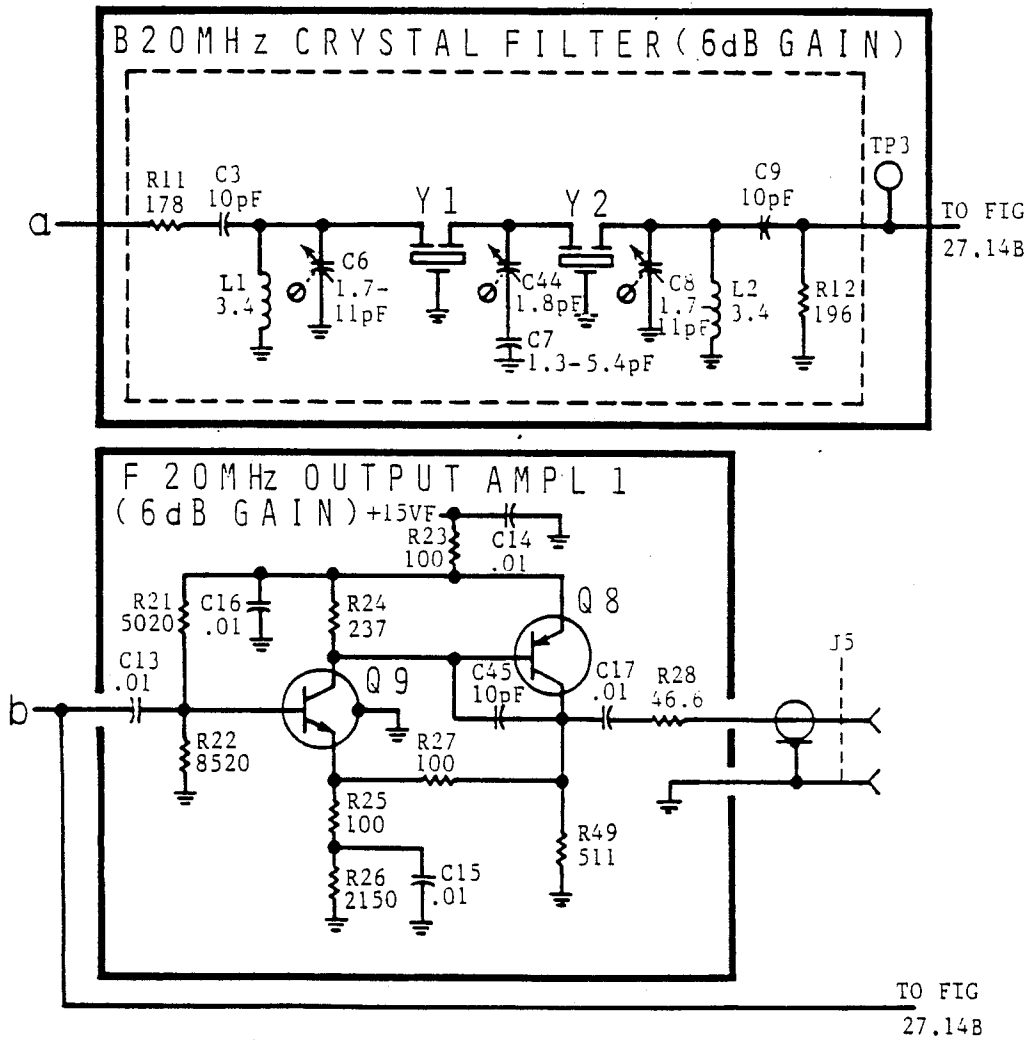 B20MHz CRYSTAL FILTER(6dB GAIN)
TP3
R11
178
C3
10pF
Y1
Y2
C9
10pF
a
TO FIG
27.14B
L1
3.4
C6
1.7-
11pF
C44
1.8pF
C7
1.3-5.4pF
C8
1.7-
11pF
L2
3.4
R12
196
F 20MHz OUTPUT AMPL 1
(6dB GAIN)
+15VF
R23
100
C14
.01
R21
5020
C16
.01
R24
237
Q8
C13
.01
Q9
C45
10pF
C17
.01
R28
46.6
J5
b
R22
8520
R27
100
R25
100
R49
511
R26
2150
C15
.01
TO FIG
27.14B